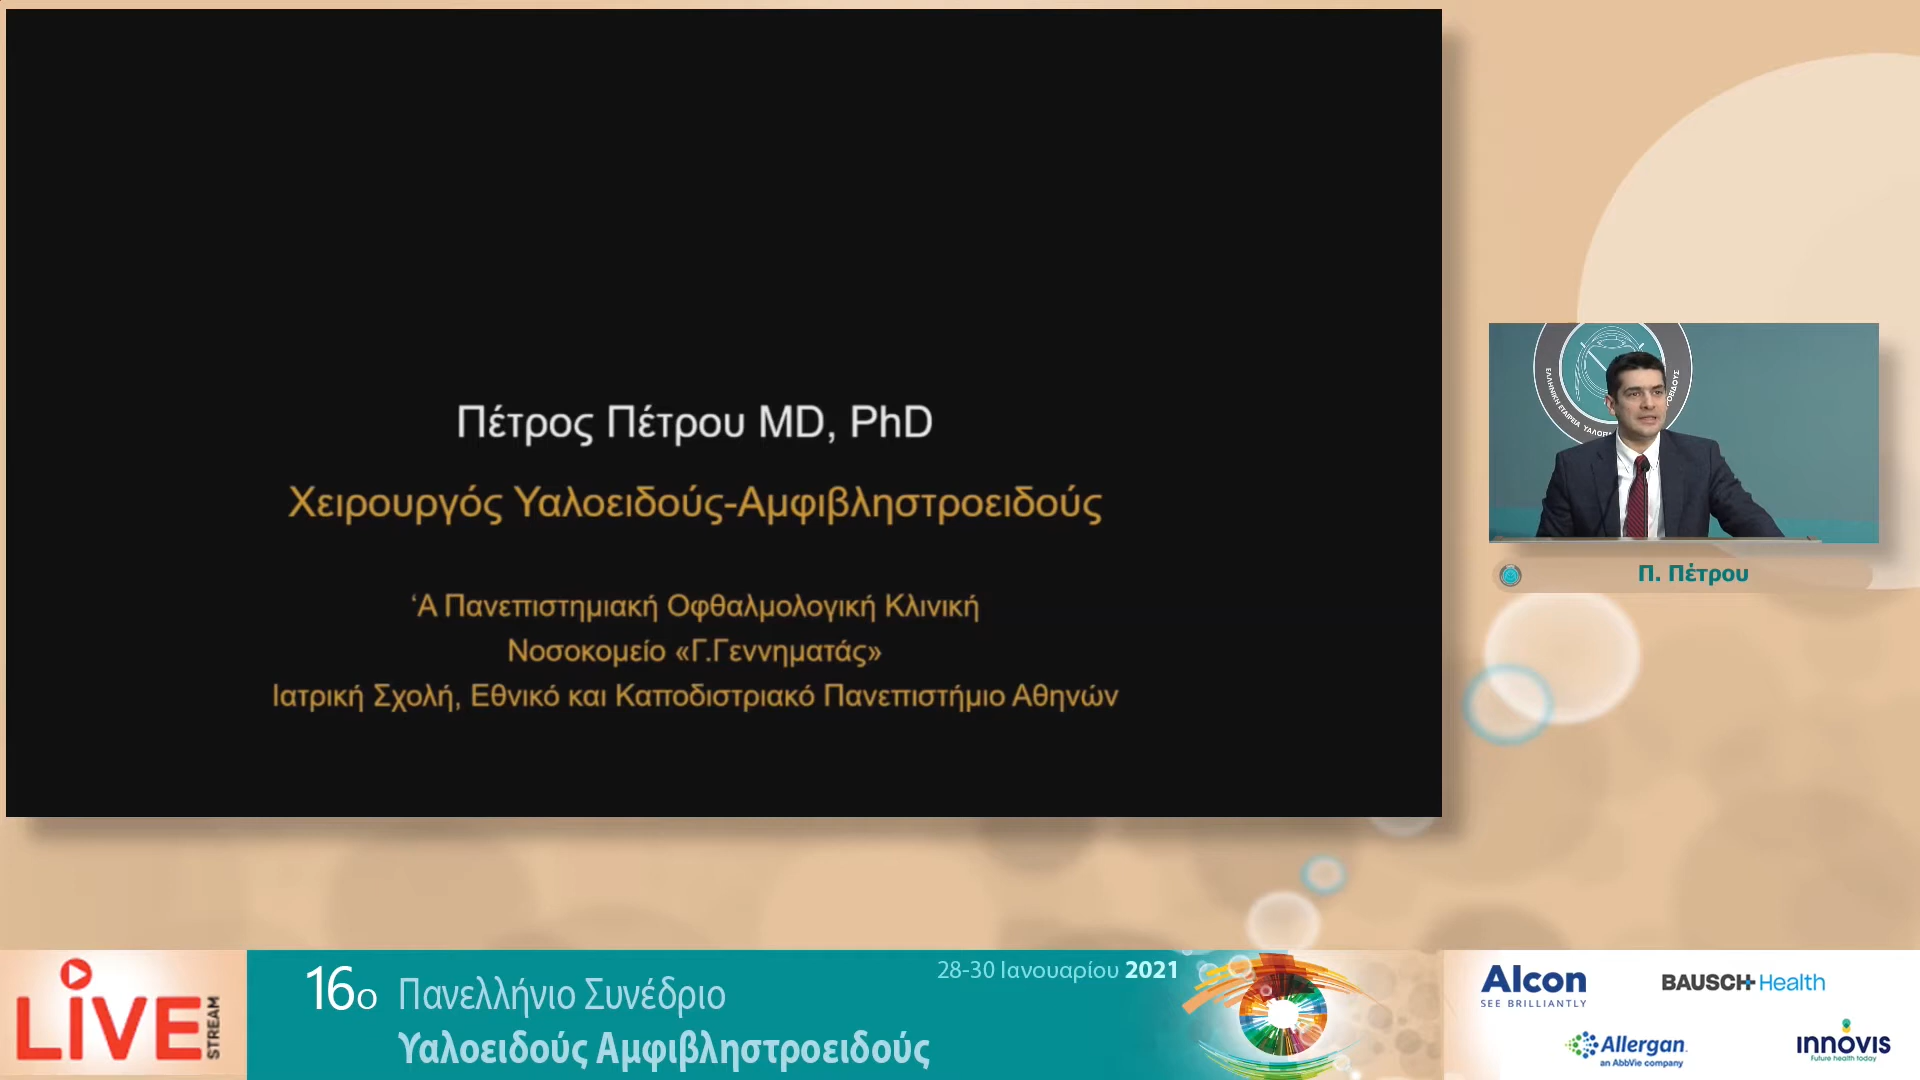 Πέτρος Πέτρου MD, PhD
Χειρουργός Υαλοειδούς-Αμφιβληστροειδούς
‘Α Πανεπιστημιακή Οφθαλμολογική Κλινική
Νοσοκομείο «Γ.Γεννηματάς»
Ιατρική Σχολή, Εθνικό και Καποδιστριακό Πανεπιστήμιο Αθηνών
ΕΛΛΗΝΙΚΗ ΕΤΑΙΡΕΙΑ
Π. Πέτρου
LiVE STREAM
16ο Πανελλήνιο Συνέδριο
Υαλοειδούς Αμφιβληστροειδούς
28-30 Ιανουαρίου 2021
Alcon
SEE BRILLIANTLY
BAUSCH+Health
Allergan
an AbbVie company
innovis
Future health today